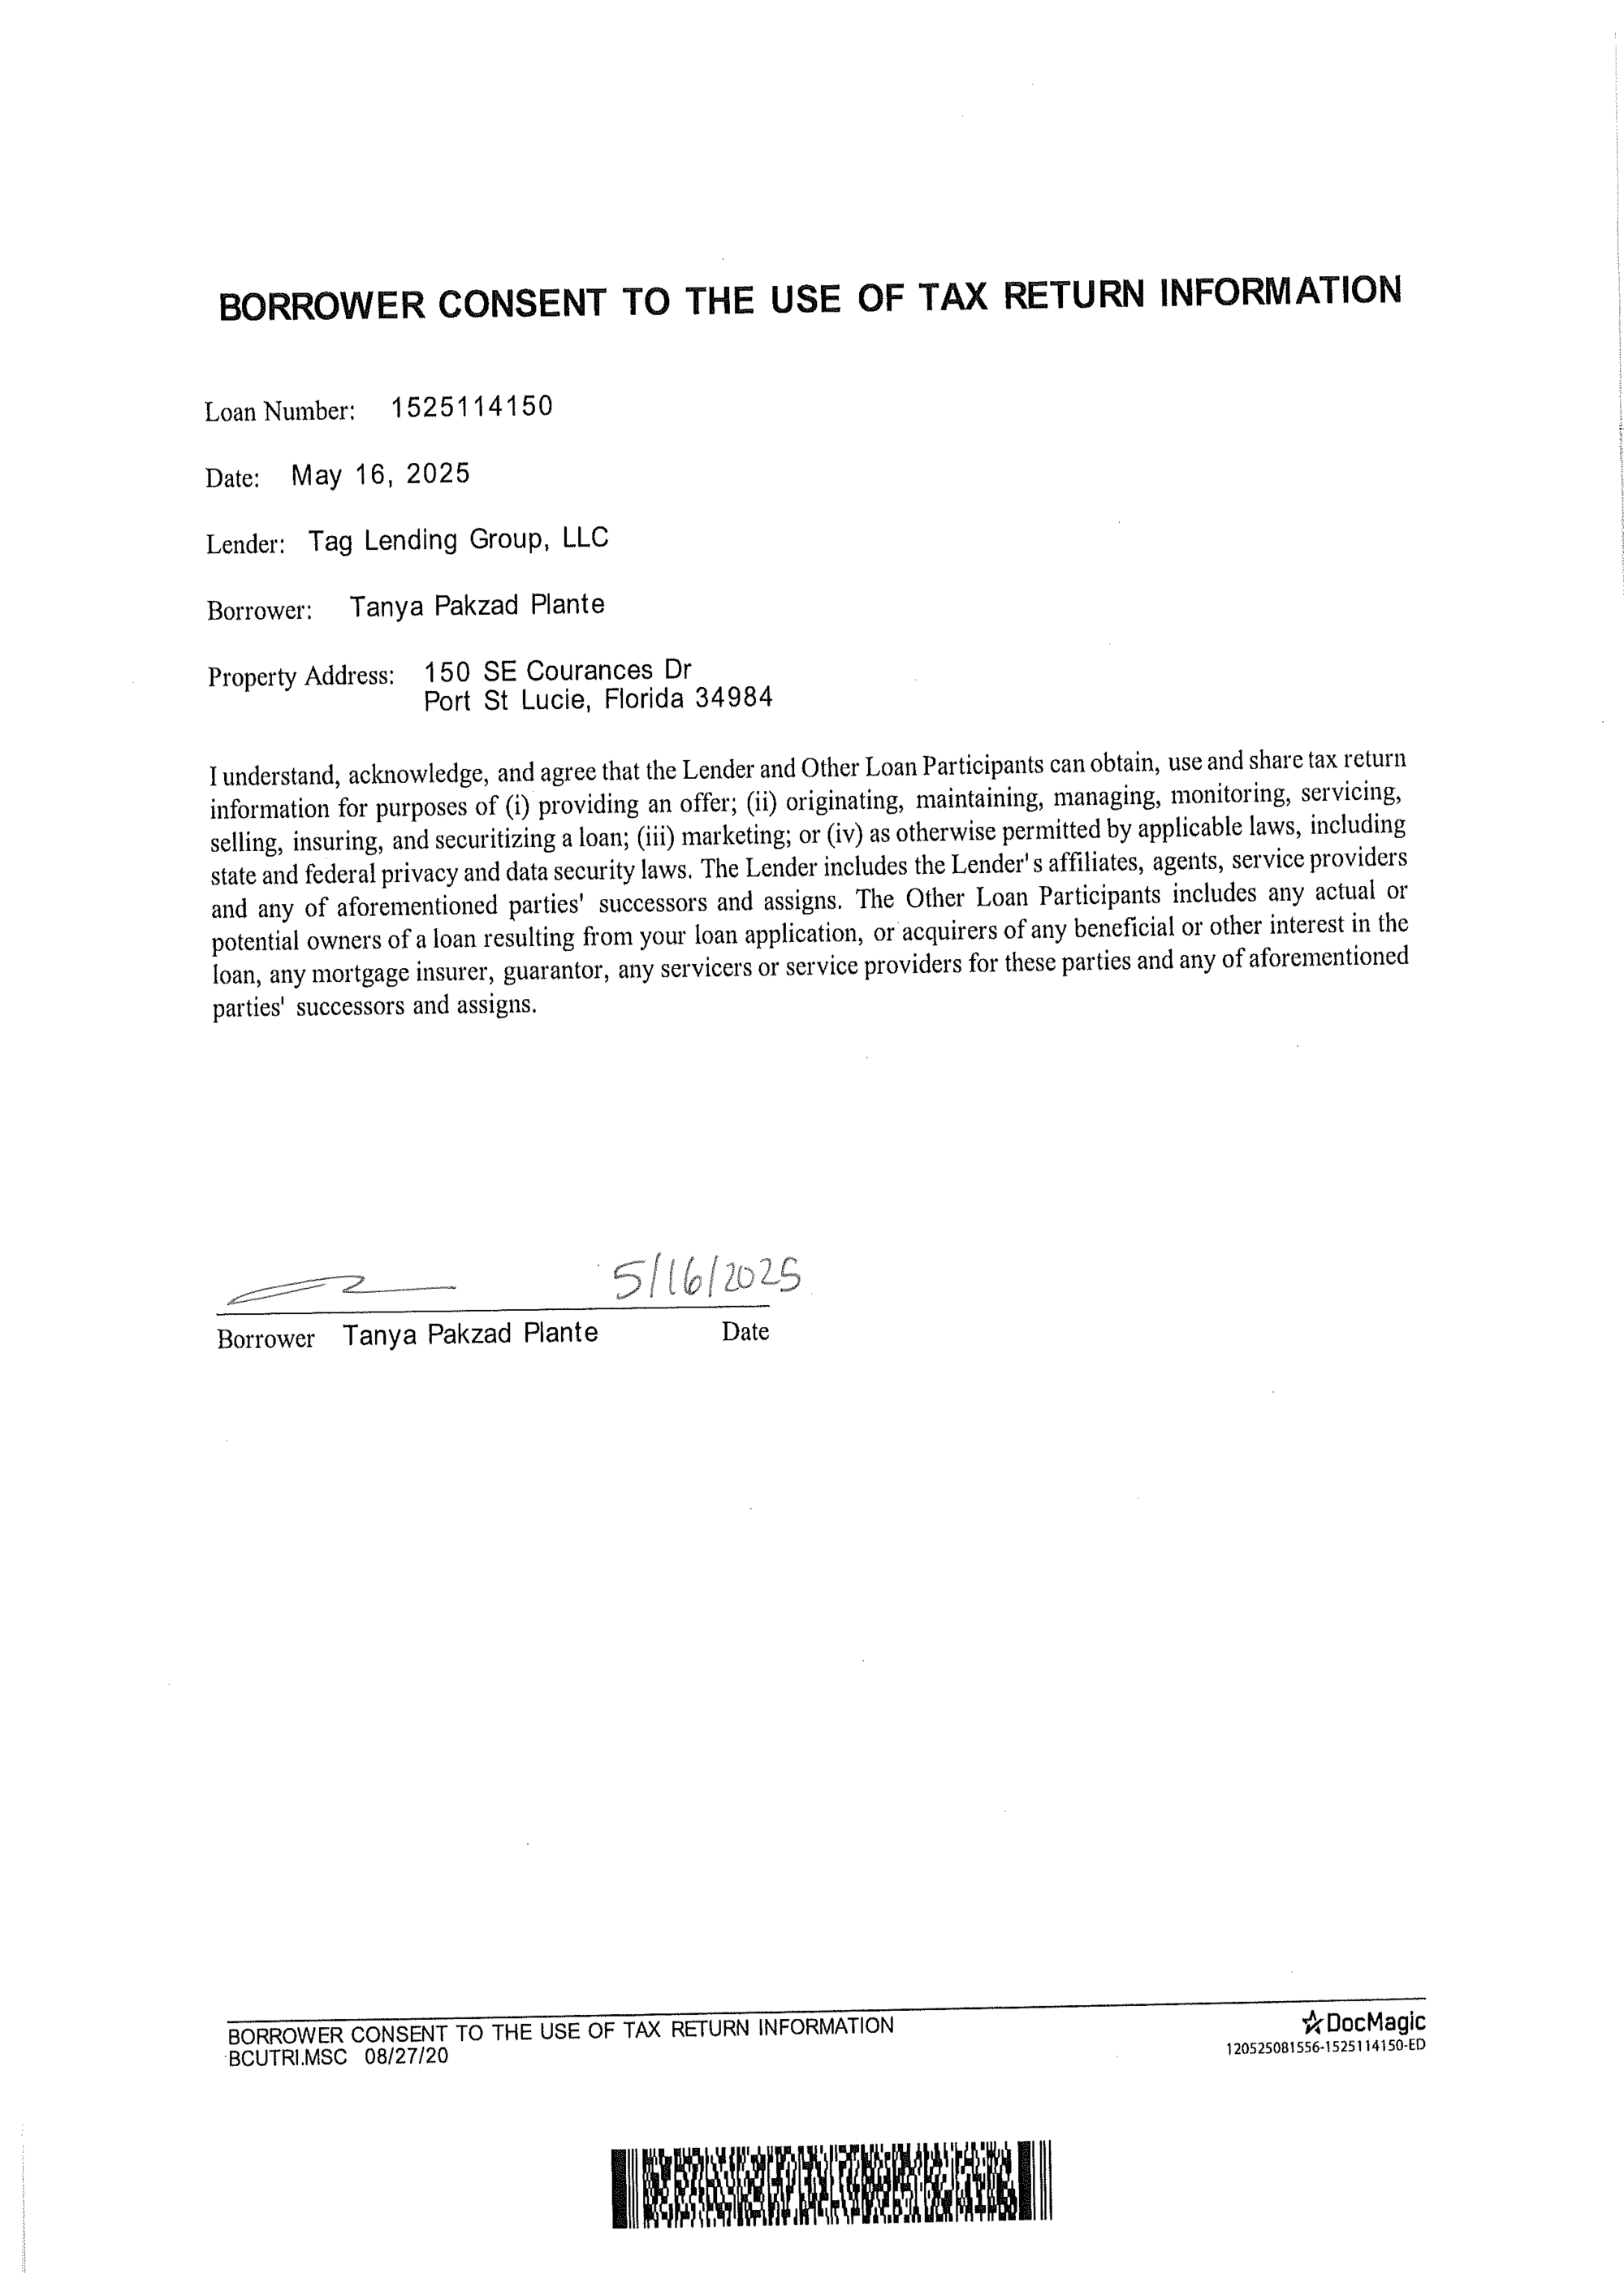 BORROWER CONSENT TO THE USE OF TAX RETURN INFORMATION
Loan Number: 1525114150
Date: May 16, 2025
Lender: Tag Lending Group, LLC
Borrower: Tanya Pakzad Plante
Property Address: 150 SE Courances Dr
Port St Lucie, Florida 34984
I understand, acknowledge, and agree that the Lender and Other Loan Participants can obtain, use and share tax return
information for purposes of (i) providing an offer; (ii) originating, maintaining, managing, monitoring, servicing,
selling, insuring, and securitizing a loan; (iii) marketing; or (iv) as otherwise permitted by applicable laws, including
state and federal privacy and data security laws. The Lender includes the Lender's affiliates, agents, service providers
and any of aforementioned parties' successors and assigns. The Other Loan Participants includes any actual or
potential owners of a loan resulting from your loan application, or acquirers of any beneficial or other interest in the
loan, any mortgage insurer, guarantor, any servicers or service providers for these parties and any of aforementioned
parties' successors and assigns.
5/16/2025
Borrower Tanya Pakzad Plante Date
BORROWER CONSENT TO THE USE OF TAX RETURN INFORMATION
BCUTRI.MSC 08/27/20
DocMagic
120525081556-1525114150-ED